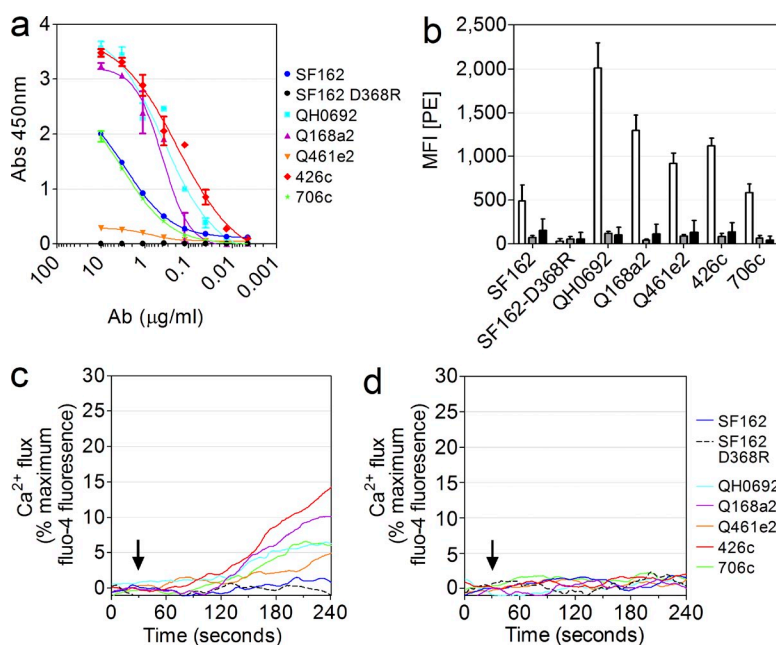 a
4
3
2
1
0
Abs 450nm
100
10
1
0.1
0.01
0.001
Ab (µg/ml)
SF162
SF162 D368R
QH0692
Q168a2
Q461e2
426c
706c
b
2,500
2,000
1,500
1,000
500
0
MFI [PE]
SF162
SF162-D368R
QH0692
Q168a2
Q461e2
426c
706c
c
30
25
20
15
10
5
0
Ca2+ flux
(% maximum
fluo-4 fluoresence)
0
60
120
180
240
Time (seconds)
d
30
25
20
15
10
5
0
Ca2+ flux
(% maximum
fluo-4 fluoresence)
0
60
120
180
240
Time (seconds)
SF162
SF162
D368R
QH0692
Q168a2
Q461e2
426c
706c